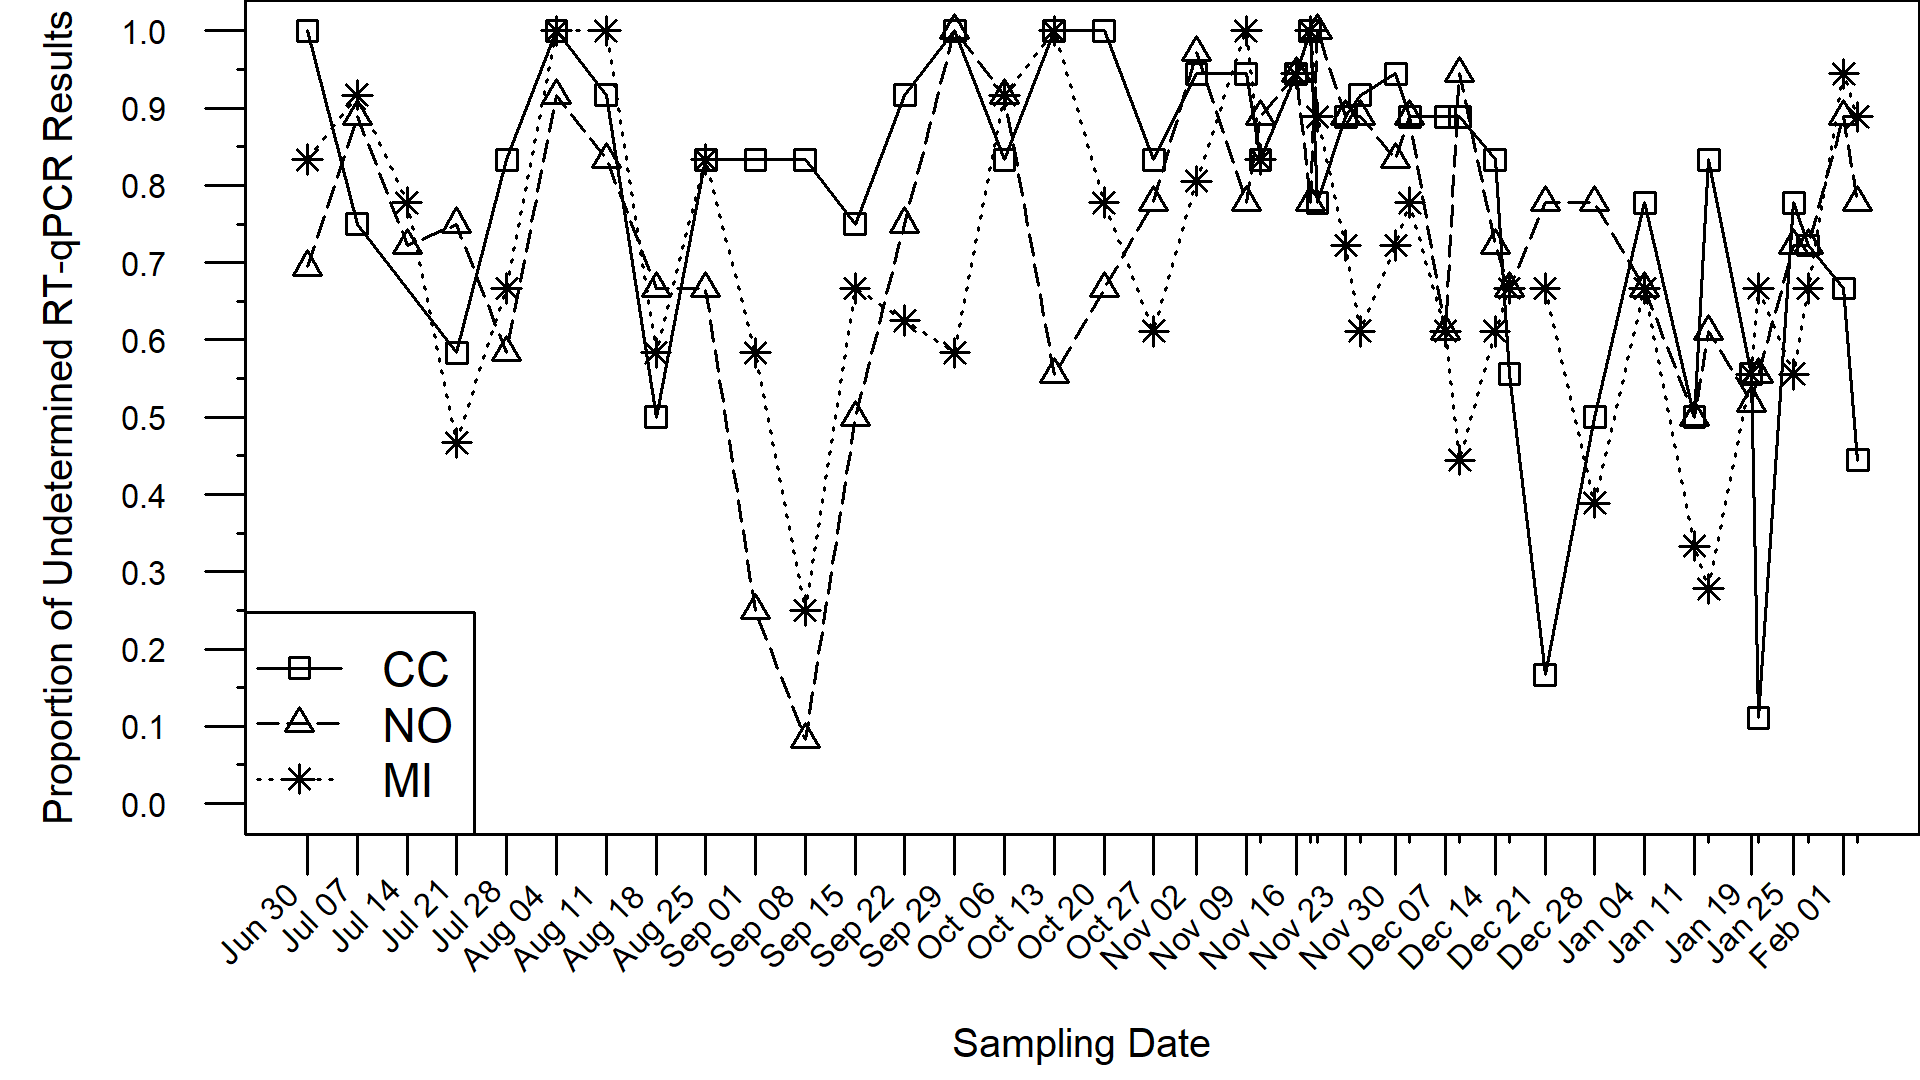 Proportion of Undetermined RT-qPCR Results
1.0
0.9
0.8
0.7
0.6
0.5
0.4
0.3
0.2
0.1
0.0
CC
NO
MI
Jun 30
Jul 07
Jul 14
Jul 21
Jul 28
Aug 04
Aug 11
Aug 18
Aug 25
Sep 01
Sep 08
Sep 15
Sep 22
Sep 29
Oct 06
Oct 13
Oct 20
Oct 27
Nov 02
Nov 09
Nov 16
Nov 23
Nov 30
Dec 07
Dec 14
Dec 21
Dec 28
Jan 04
Jan 11
Jan 19
Jan 25
Feb 01
Sampling Date